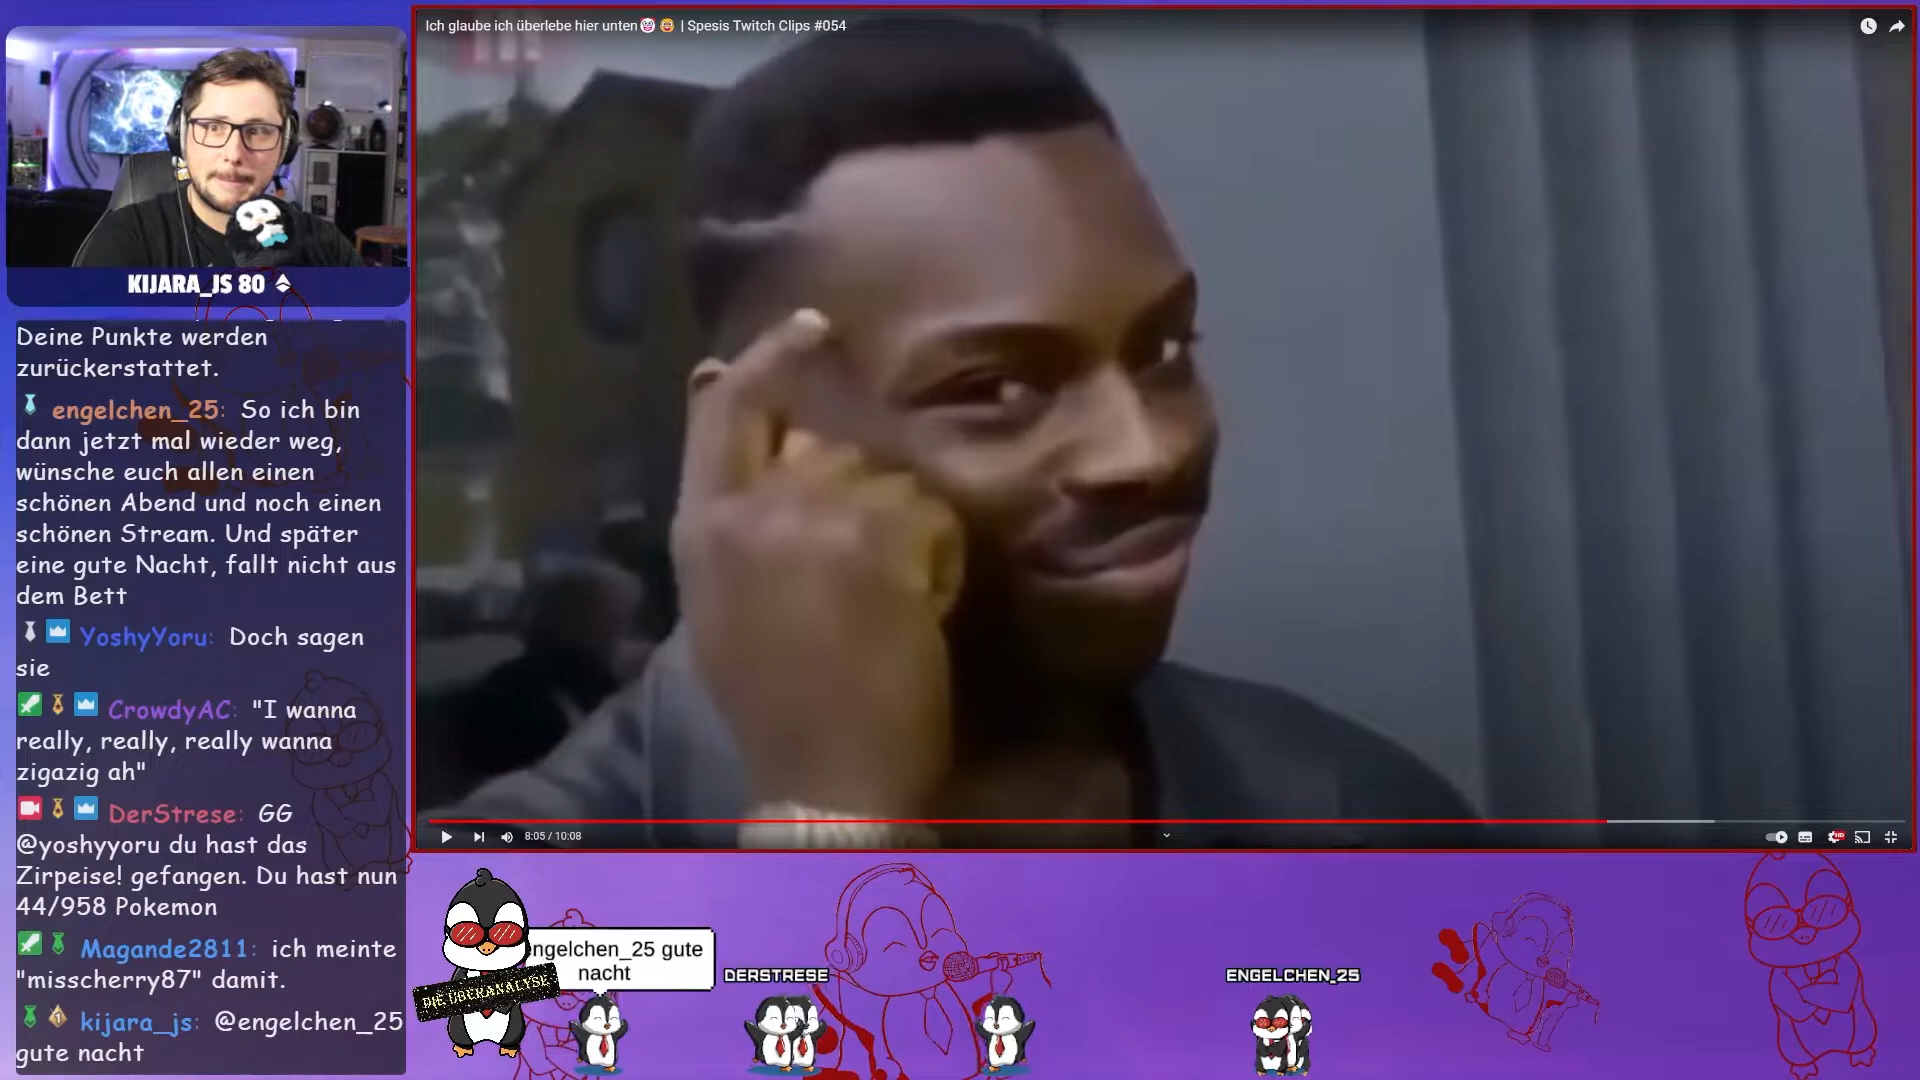 Ich glaube ich überlebe hier unten🤡 🤡 | Spesis Twitch Clips #054
KIJARA_JS 80
Deine Punkte werden
zurückerstattet.
engelchen_25: So ich bin
dann jetzt mal wieder weg,
wünsche euch allen einen
schönen Abend und noch einen
schönen Stream. Und später
eine gute Nacht, fallt nicht aus
dem Bett
YoshyYoru: Doch sagen
sie
CrowdyAC: "I wanna
really, really, really wanna
zigazig ah"
DerStrese: GG
@yoshyyoru du hast das
Zirpeise! gefangen. Du hast nun
44/958 Pokemon
Magande2811: ich meinte
"misscherry87" damit.
kijara_js: @engelchen_25
gute nacht
8:05 / 10:08
HD
DIE ÜBERANALYSE
ngelchen_25 gute
nacht
DERSTRESE
ENGELCHEN_25